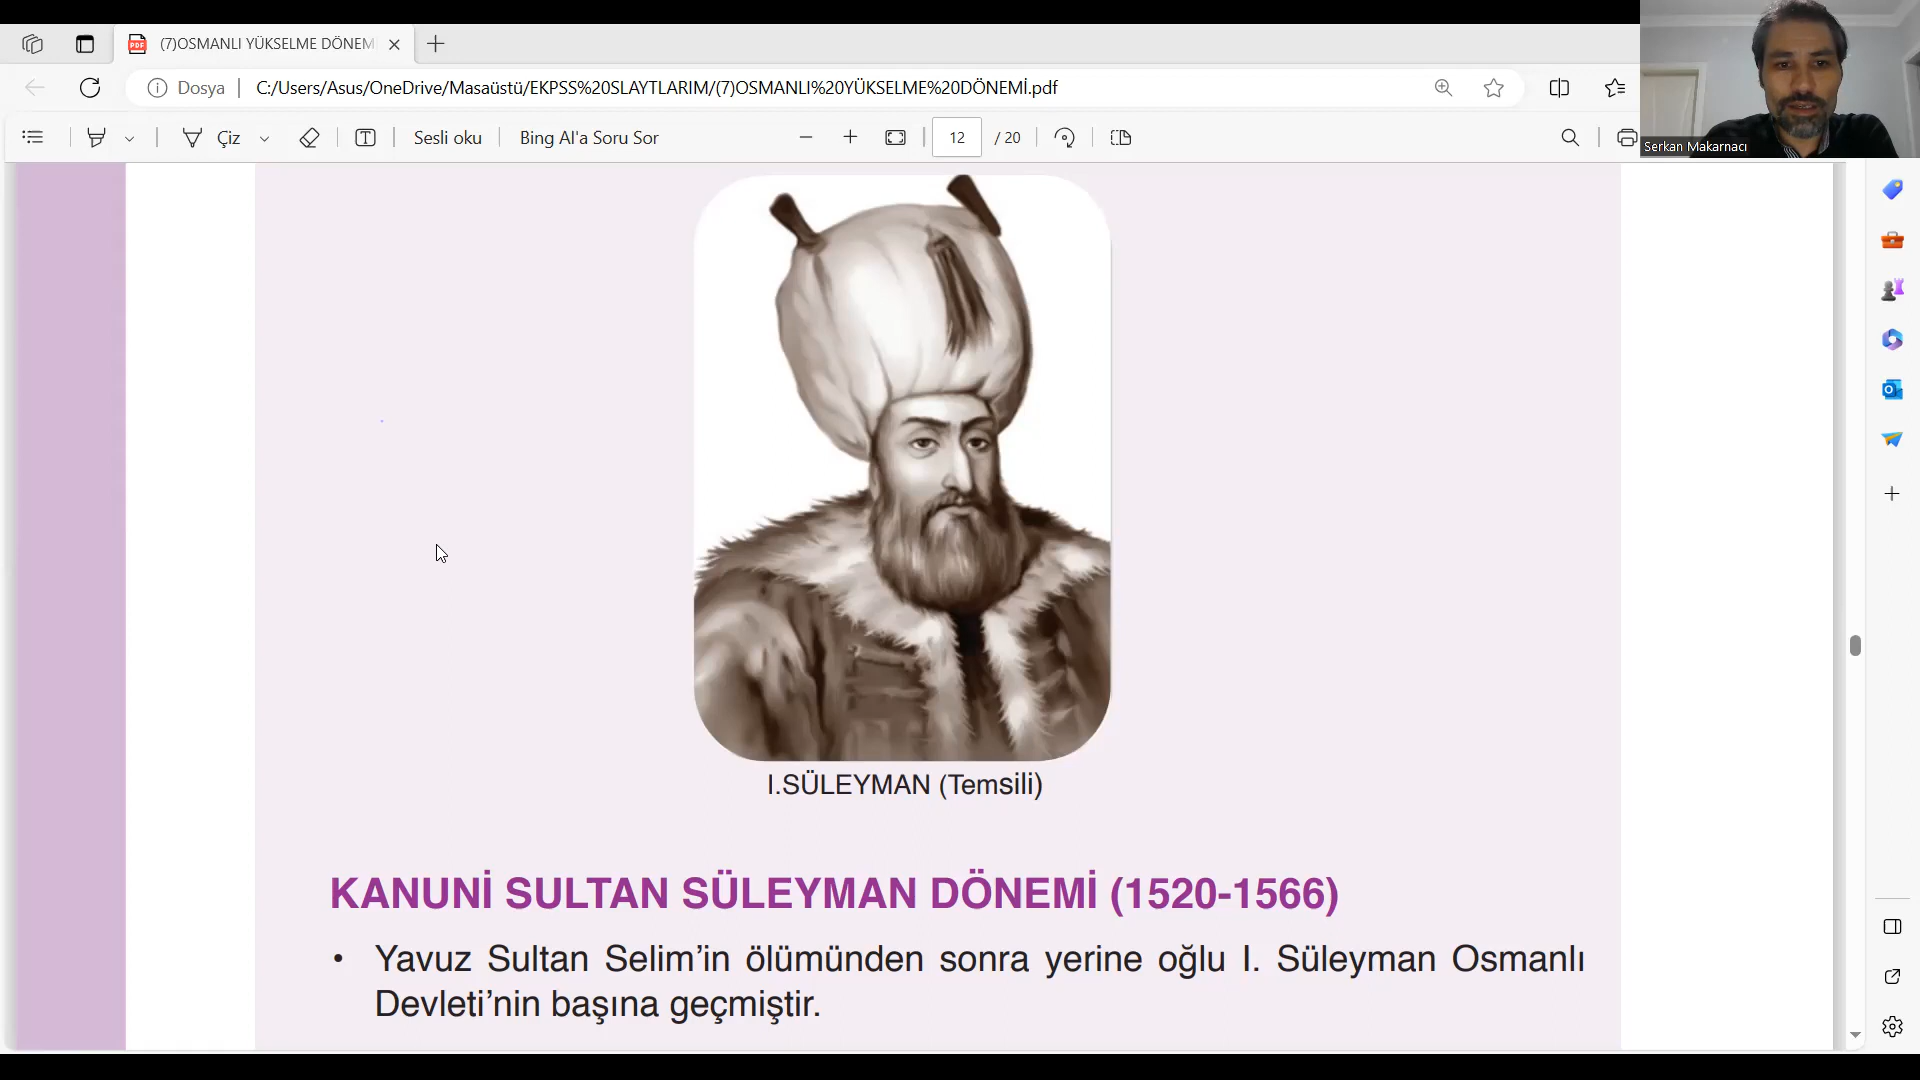 (7)OSMANLI YÜKSELME DÖNEM
Dosya
C:/Users/Asus/OneDrive/Masaüstü/EKPSS%20SLAYTLARIM/(7)OSMANLI%20YÜKSELME%20DÖNEMİ.pdf
Çiz
Sesli oku
Bing AI'a Soru Sor
12 / 20
Serkan Makarnacı
I.SÜLEYMAN (Temsili)
KANUNİ SULTAN SÜLEYMAN DÖNEMİ (1520-1566)
• Yavuz Sultan Selim'in ölümünden sonra yerine oğlu I. Süleyman Osmanlı
Devleti'nin başına geçmiştir.